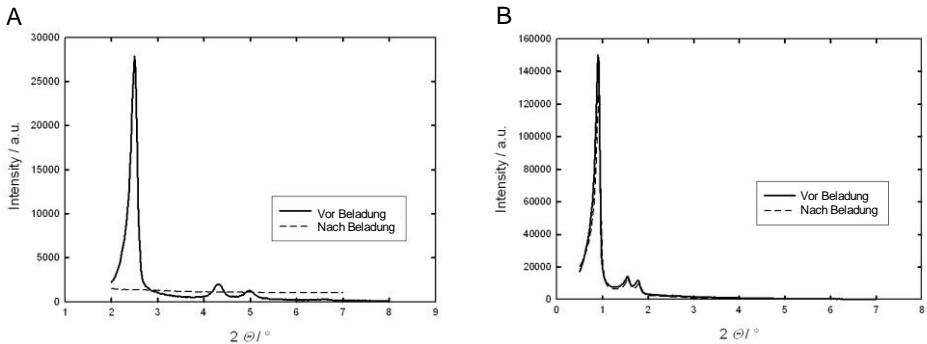 A
30000
25000
20000
15000
10000
5000
0
1 2 3 4 5 6 7 8 9
Intensity / a.u.
2 Θ / °
Vor Beladung
Nach Beladung
B
160000
140000
120000
100000
80000
60000
40000
20000
0
0 1 2 3 4 5 6 7 8
Intensity / a.u.
2 Θ / °
Vor Beladung
Nach Beladung